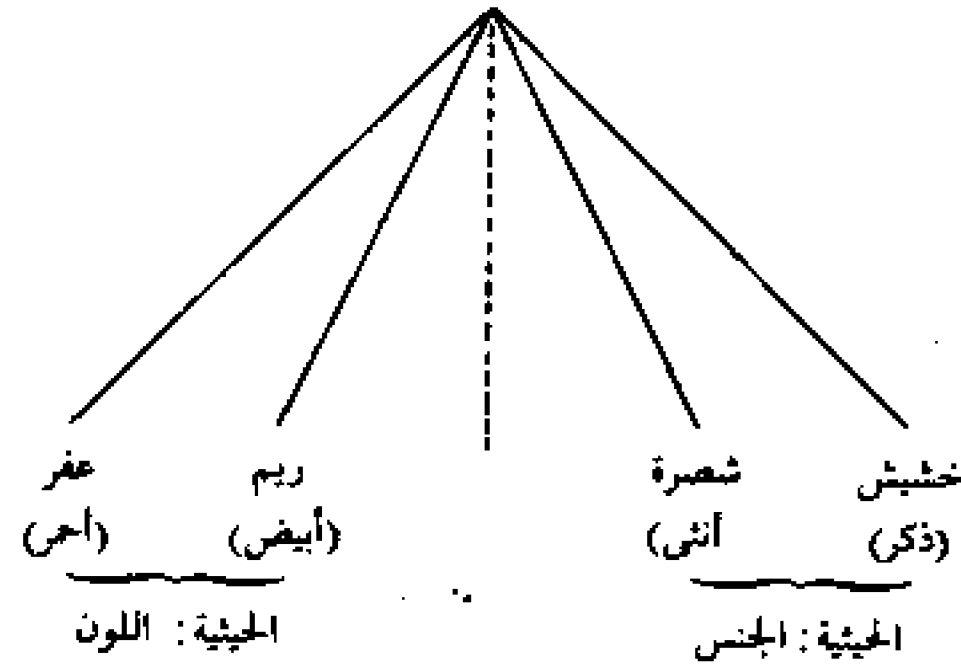 خشيش شصرة ريم عفر
(ذكر) أنثى) (أبيض) (أحمر)
الحيثية: الجنس الحيثية: اللون